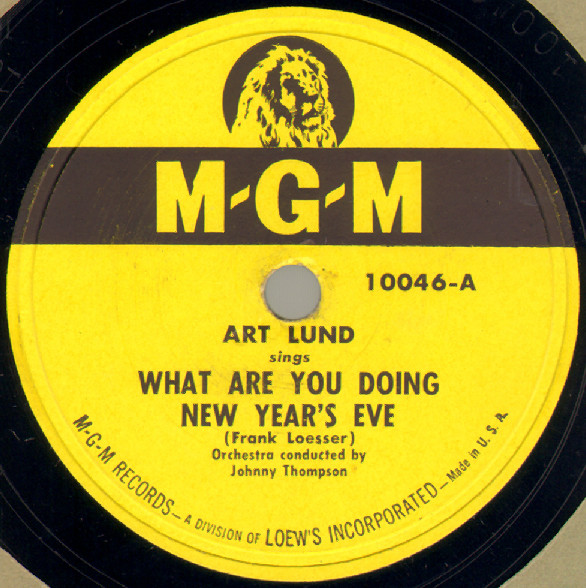 M-G-M
10046-A
ART LUND
sings
WHAT ARE YOU DOING
NEW YEAR'S EVE
(Frank Loesser)
Orchestra conducted by
Johnny Thompson
M-G-M RECORDS—A DIVISION OF LOEW'S INCORPORATED—Made in U. S. A.